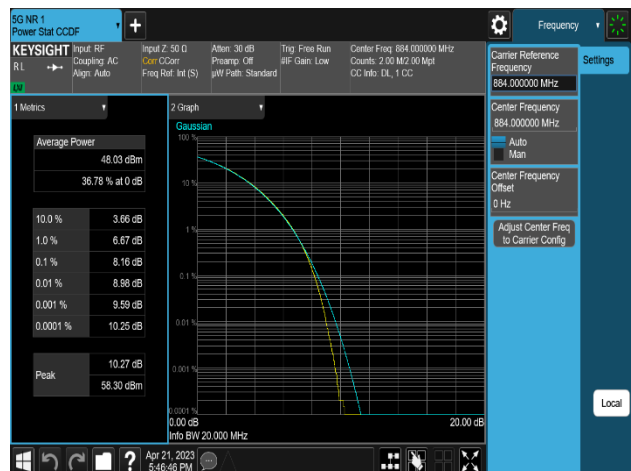 5G NR 1
Power Stat CCDF
Frequency
KEYSIGHT
Input: RF
Input Z: 50 Ω
Atten: 30 dB
Trig: Free Run
Center Freq: 884.000000 MHz
RL
Coupling: AC
Corr CCorr
Preamp: Off
#IF Gain: Low
Counts: 2.00 M/2.00 Mpt
Align: Auto
Freq Ref: Int (S)
µW Path: Standard
CC Info: DL, 1 CC
1 Metrics
2 Graph
Average Power
48.03 dBm
36.78 % at 0 dB
10.0 % 3.66 dB
1.0 % 6.67 dB
0.1 % 8.16 dB
0.01 % 8.98 dB
0.001 % 9.59 dB
0.0001 % 10.25 dB
Peak
10.27 dB
58.30 dBm
Gaussian
100 %
10 %
1 %
0.1 %
0.01 %
0.001 %
0.0001 %
0.00 dB
20.00 dB
Info BW 20.000 MHz
Carrier Reference
Frequency
884.000000 MHz
Center Frequency
884.000000 MHz
Auto
Man
Center Frequency
Offset
0 Hz
Adjust Center Freq
to Carrier Config
Settings
Local
?
Apr 21, 2023
5:46:46 PM